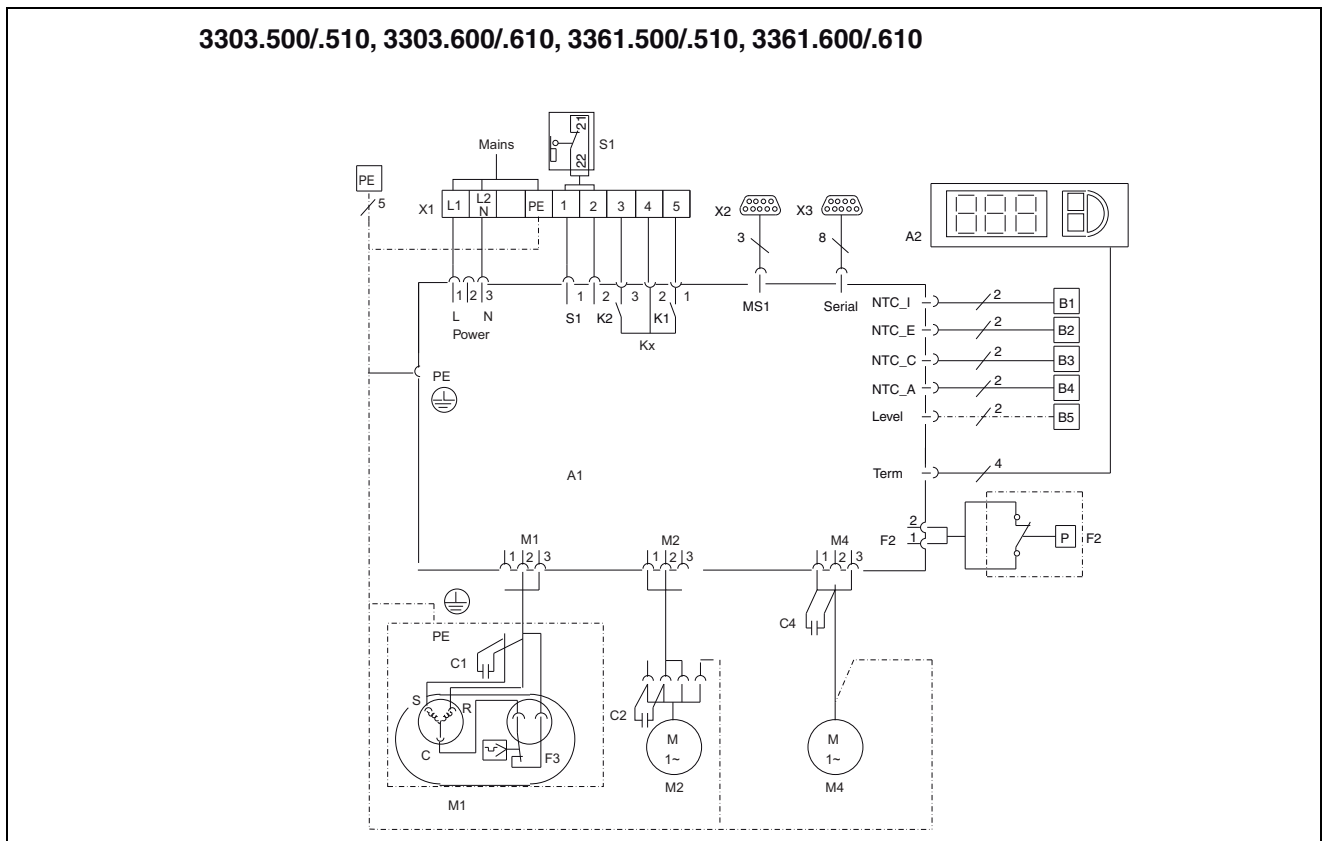 3303.500/.510, 3303.600/.610, 3361.500/.510, 3361.600/.610
Mains
21
22
S1
PE
5
X1
L1
L2
N
PE
1
2
3
4
5
X2
X3
3
8
A2
1
2
3
L
N
Power
1
S1
2
K2
3
2
K1
1
Kx
MS1
Serial
NTC_I
2
B1
NTC_E
2
B2
NTC_C
2
B3
NTC_A
2
B4
Level
2
B5
PE
A1
Term
4
2
F2
1
P
F2
M1
1
2
3
M2
1
2
3
M4
1
2
3
PE
C1
C4
S
R
C
F3
C2
M
1~
M
1~
M1
M2
M4